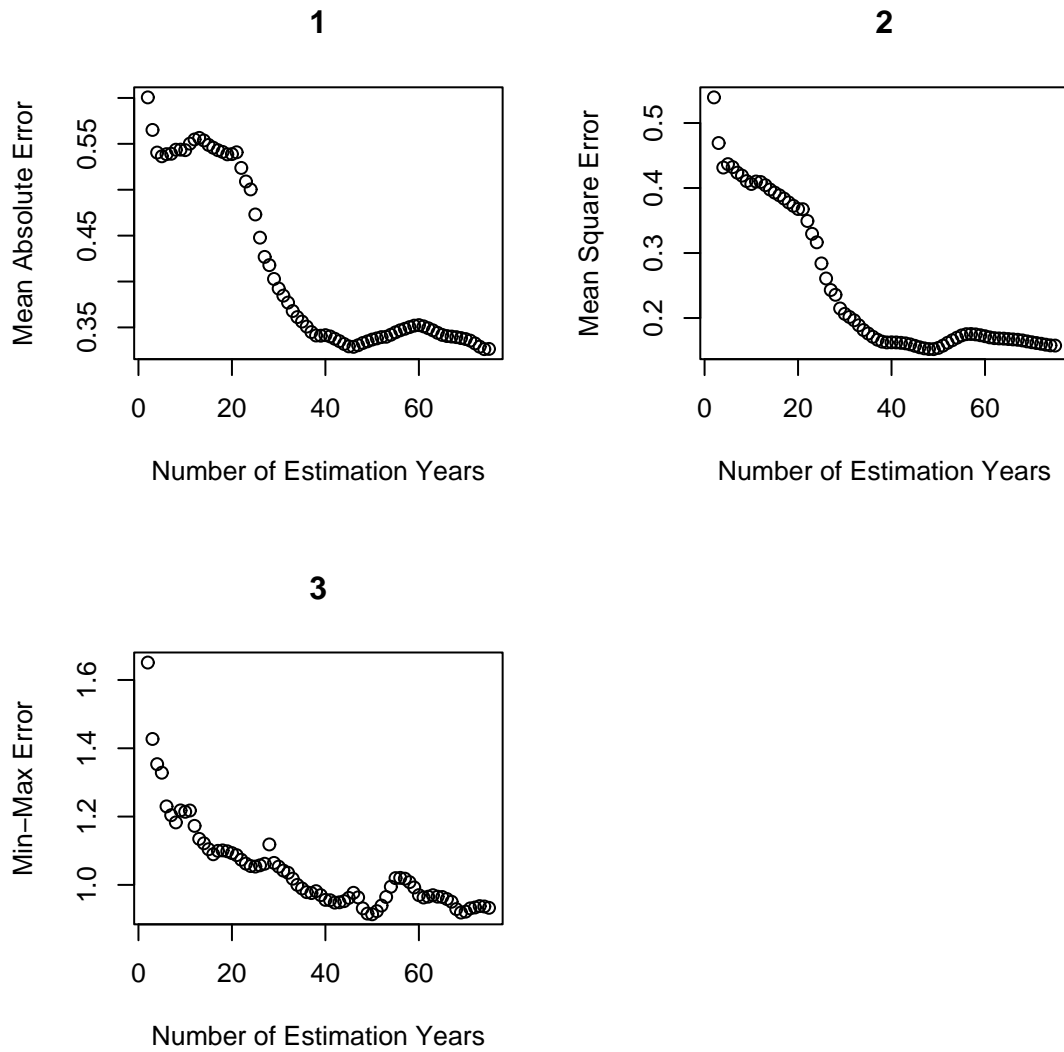 1
Mean Absolute Error
0.35
0.45
0.55
0 20 40 60
Number of Estimation Years
2
Mean Square Error
0.2
0.3
0.4
0.5
0 20 40 60
Number of Estimation Years
3
Min−Max Error
1.0
1.2
1.4
1.6
0 20 40 60
Number of Estimation Years